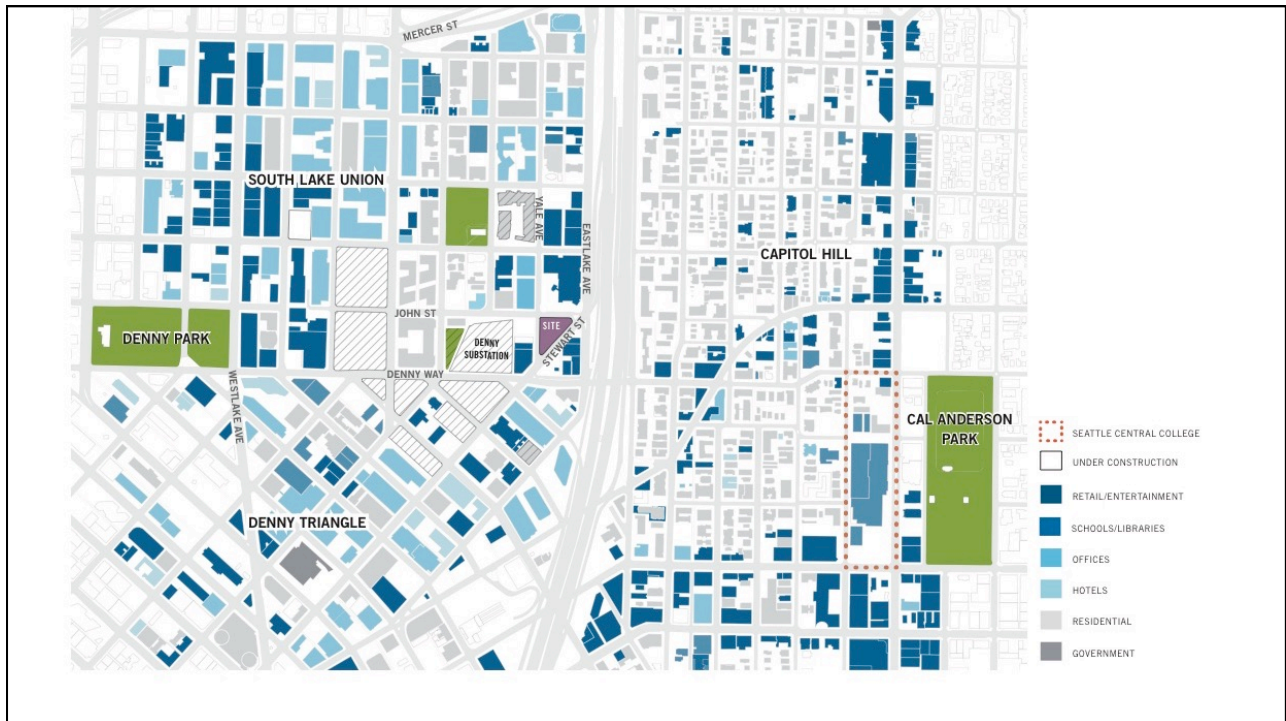 MERCER ST
SOUTH LAKE UNION
YALE AVE
EASTLAKE AVE
CAPITOL HILL
JOHN ST
DENNY PARK
SITE
DENNY
SUBSTATION
STEWART ST
DENNY WAY
WESTLAKE AVE
CAL ANDERSON
PARK
DENNY TRIANGLE
SEATTLE CENTRAL COLLEGE
UNDER CONSTRUCTION
RETAIL/ENTERTAINMENT
SCHOOLS/LIBRARIES
OFFICES
HOTELS
RESIDENTIAL
GOVERNMENT